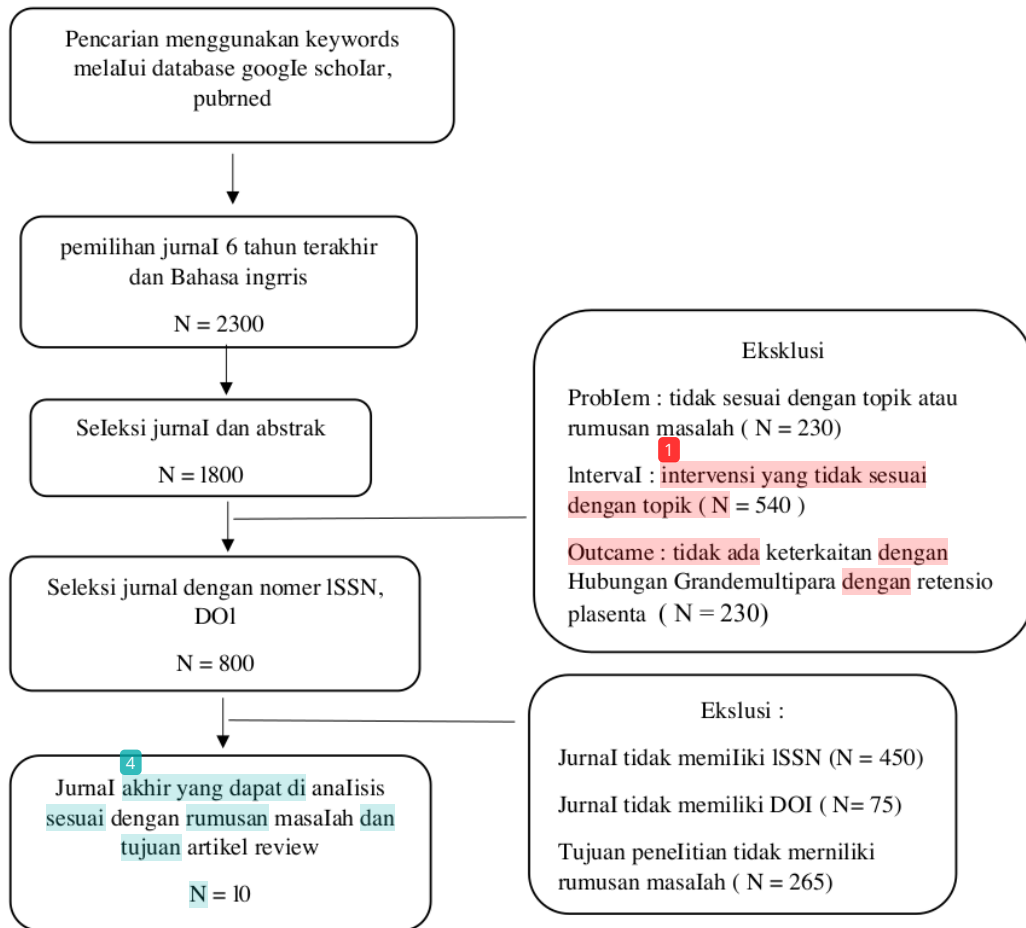 Pencarian menggunakan keywords
melaIui database googIe schoIar,
pubrned
pemilihan jurnaI 6 tahun terakhir
dan Bahasa ingrris
N = 2300
SeIeksi jurnaI dan abstrak
N = 1800
Eksklusi
ProbIem : tidak sesuai dengan topik atau
rumusan masalah ( N = 230)
1
lntervaI : intervensi yang tidak sesuai
dengan topik ( N = 540 )
Outcame : tidak ada keterkaitan dengan
Hubungan Grandemultipara dengan retensio
plasenta ( N = 230)
Seleksi jurnal dengan nomer lSSN,
DOl
N = 800
Ekslusi :
JurnaI tidak memiIiki lSSN (N = 450)
JurnaI tidak memiliki DOI ( N= 75)
Tujuan peneIitian tidak merniliki
rumusan masaIah ( N = 265)
4
JurnaI akhir yang dapat di anaIisis
sesuai dengan rumusan masaIah dan
tujuan artikel review
N = l0